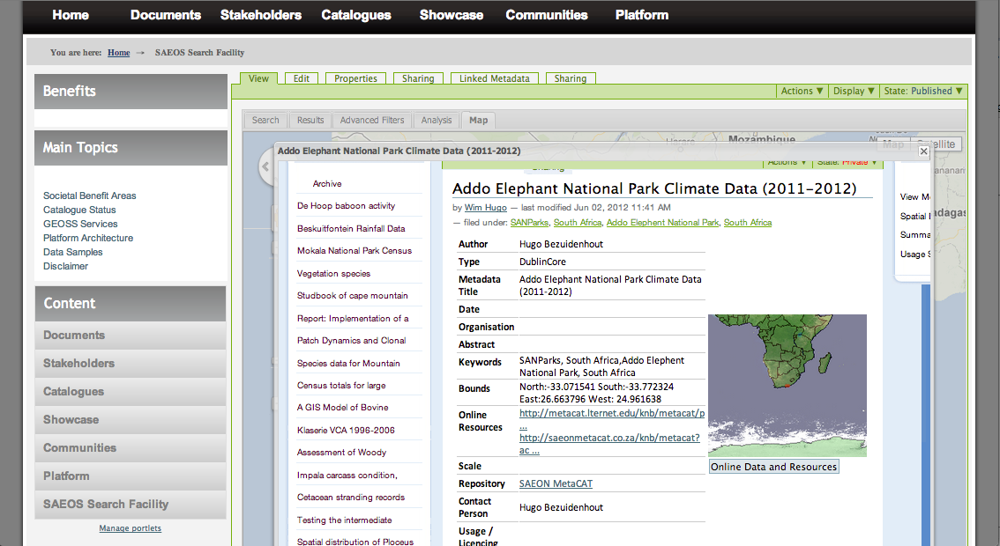 Home Documents Stakeholders Catalogues Showcase Communities Platform
You are here: Home → SAEOS Search Facility
Benefits
Main Topics
Societal Benefit Areas
Catalogue Status
GEOSS Services
Platform Architecture
Data Samples
Disclaimer
Content
Documents
Stakeholders
Catalogues
Showcase
Communities
Platform
SAEOS Search Facility
Manage portlets
View Edit Properties Sharing Linked Metadata Sharing
Actions ▼ Display ▼ State: Published ▼
Search Results Advanced Filters Analysis Map
Mozambique
Map Satellite
Addo Elephant National Park Climate Data (2011-2012)
Actions ▼ State: Private ▼
Sharing
Archive
De Hoop baboon activity
Beskuitfontein Rainfall Data
Mokala National Park Census
Vegetation species
Studbook of cape mountain
Report: Implementation of a
Patch Dynamics and Clonal
Species data for Mountain
Census totals for large
A GIS Model of Bovine
Klaserie VCA 1996-2006
Assessment of Woody
Impala carcass condition,
Cetacean stranding records
Testing the intermediate
Spatial distribution of Ploceus
Addo Elephant National Park Climate Data (2011-2012)
by Wim Hugo — last modified Jun 02, 2012 11:41 AM
— filed under: SANParks, South Africa, Addo Elephant National Park, South Africa
Author Hugo Bezuidenhout
Type DublinCore
Metadata Title Addo Elephant National Park Climate Data
(2011-2012)
Date
Organisation
Abstract
Keywords SANParks, South Africa,Addo Elephant
National Park, South Africa
Bounds North:-33.071541 South:-33.772324
East:26.663796 West: 24.961638
Online Resources http://metacat.lternet.edu/knb/metacat/p
...
http://saeonmetacat.co.za/knb/metacat?
ac ...
Scale
Repository SAEON MetaCAT
Contact Person Hugo Bezuidenhout
Usage /
Licencing
Online Data and Resources
View M
Spatial
Summa
Usage S
dagas